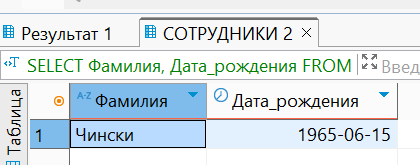 Результат 1
СОТРУДНИКИ 2 ×
SELECT Фамилия, Дата_рождения FROM
Введ
Таблица
A-Z Фамилия
Дата_рождения
1
Чински
1965-06-15